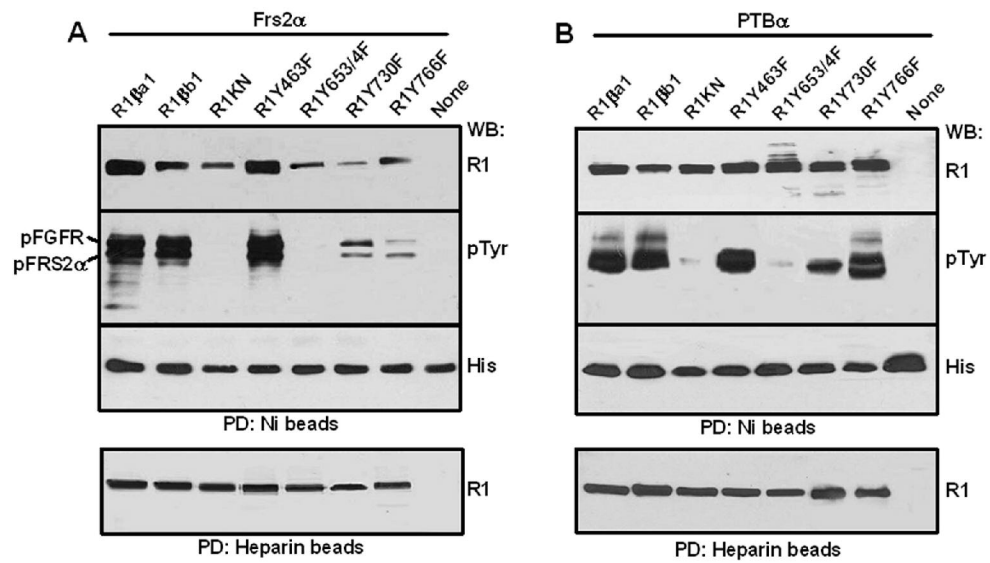 A
Frs2α
R1βa1 R1βb1 R1KN R1Y463F R1Y653/4F R1Y730F R1Y766F None
WB:
R1
pFGFR
pFRS2α
pTyr
His
PD: Ni beads
R1
PD: Heparin beads
B
PTBα
R1βa1 R1βb1 R1KN R1Y463F R1Y653/4F R1Y730F R1Y766F None
WB:
R1
pTyr
His
PD: Ni beads
R1
PD: Heparin beads